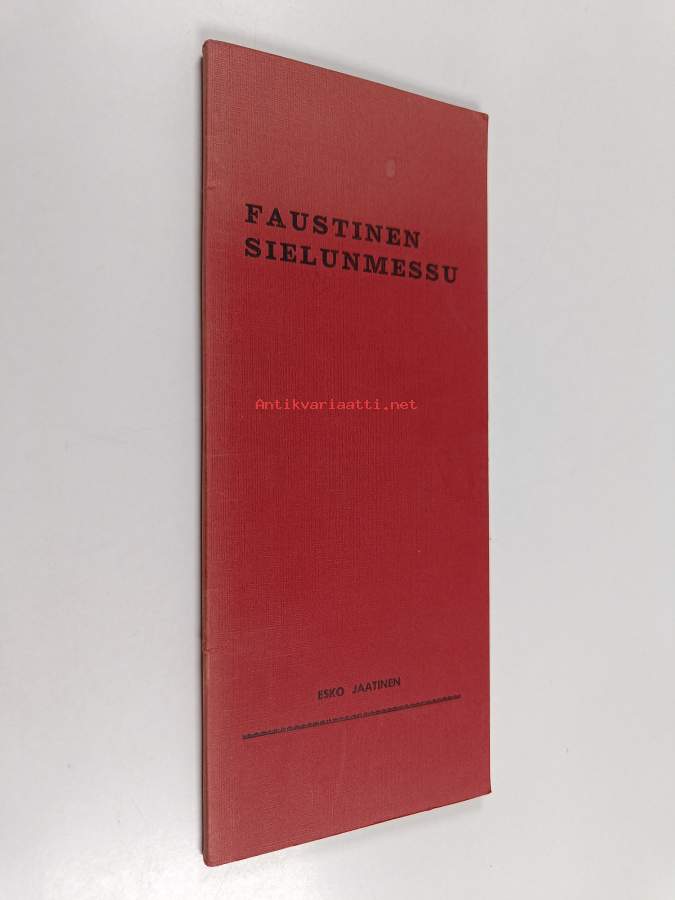 FAUSTINEN
SIELUNMESSU
Antikvariaatti.net
ESKO JAATINEN